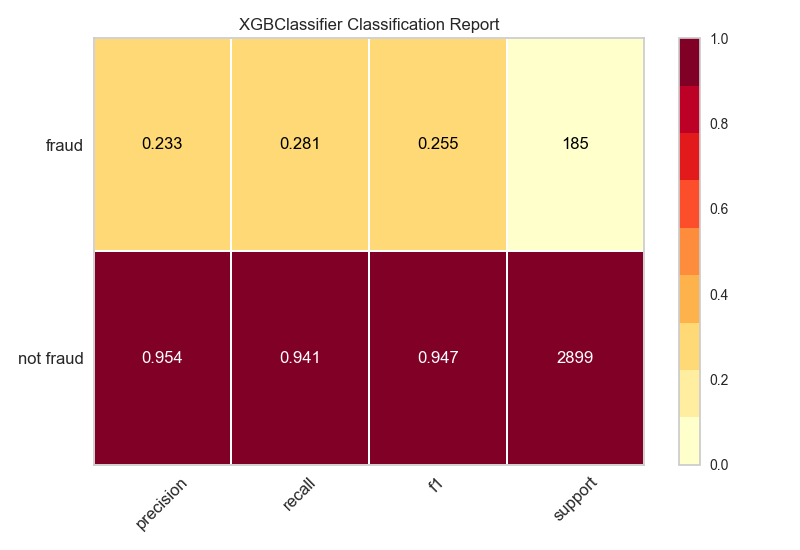 XGBClassifier Classification Report
fraud 0.233 0.281 0.255 185
not fraud 0.954 0.941 0.947 2899
precision recall f1 support
1.0
0.8
0.6
0.4
0.2
0.0